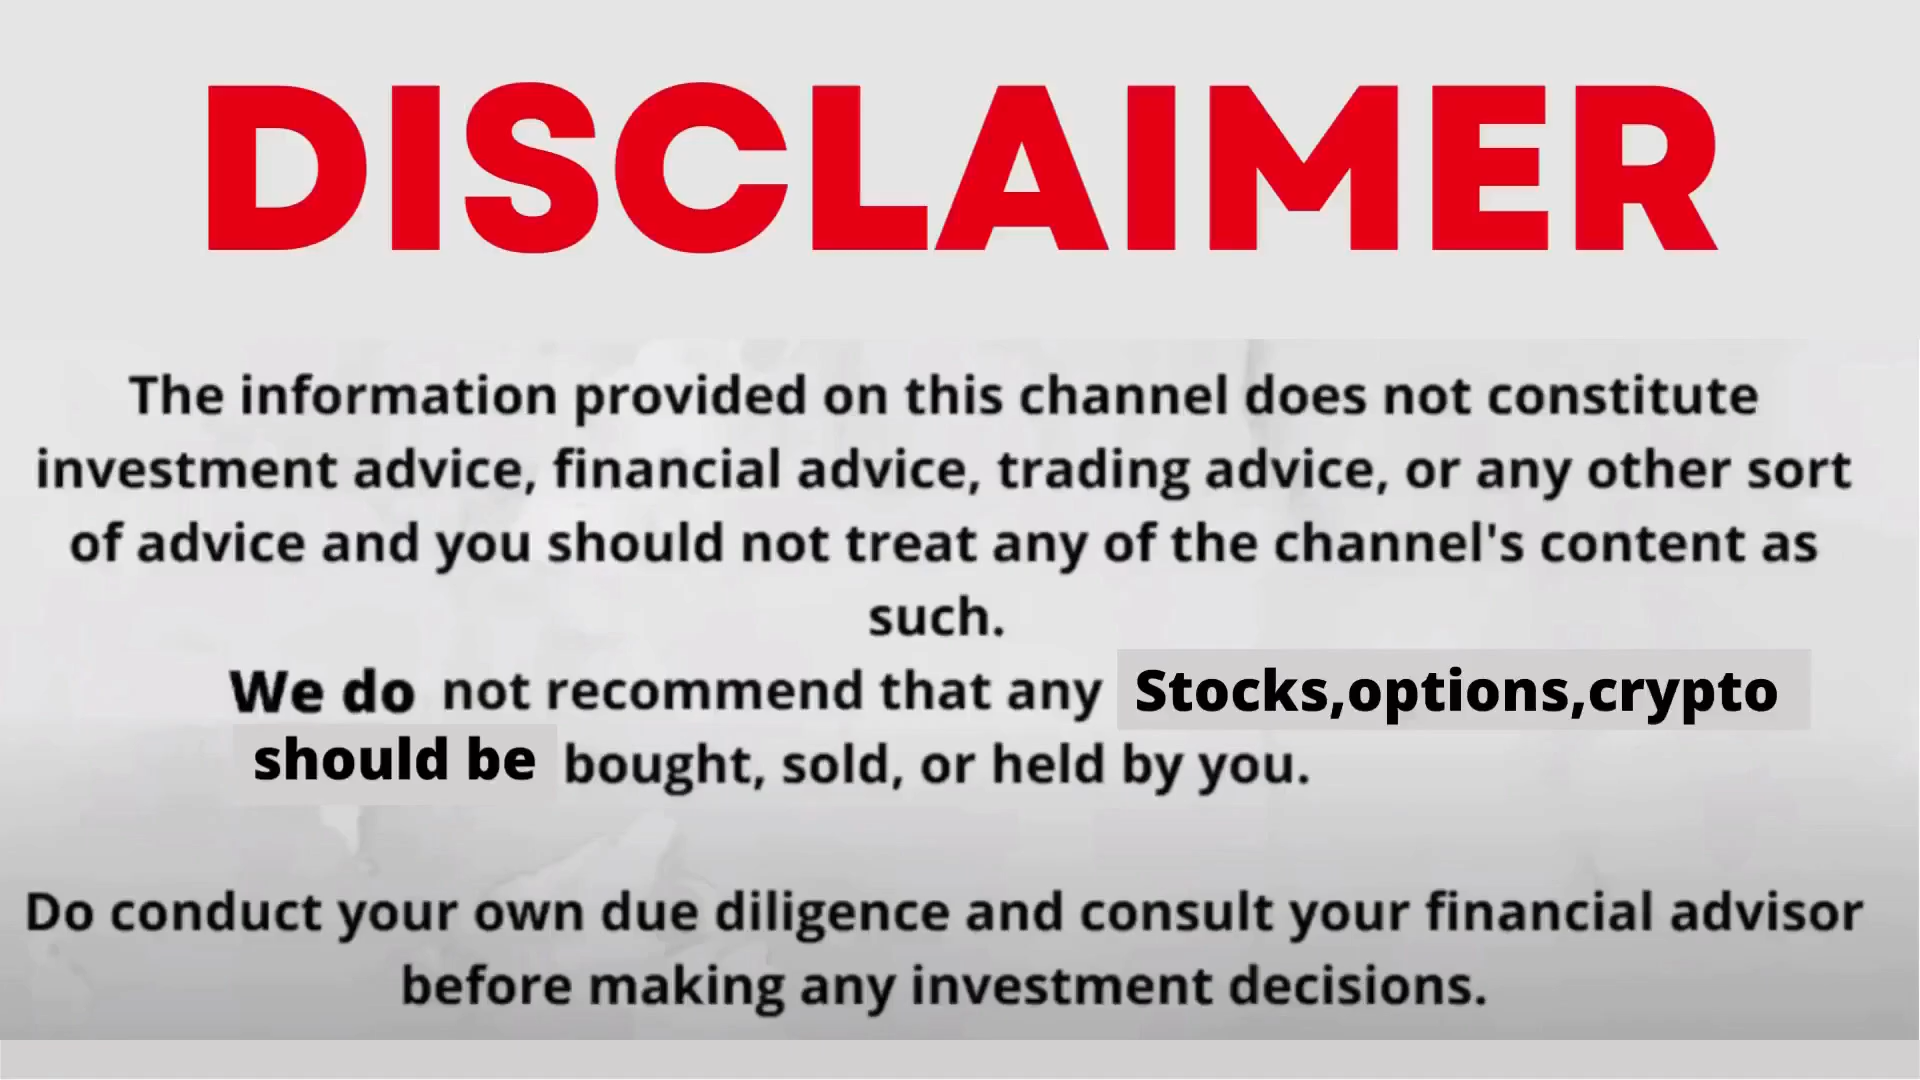 DISCLAIMER
The information provided on this channel does not constitute
investment advice, financial advice, trading advice, or any other sort
of advice and you should not treat any of the channel's content as
such.
We do not recommend that any Stocks,options,crypto
should be bought, sold, or held by you.
Do conduct your own due diligence and consult your financial advisor
before making any investment decisions.